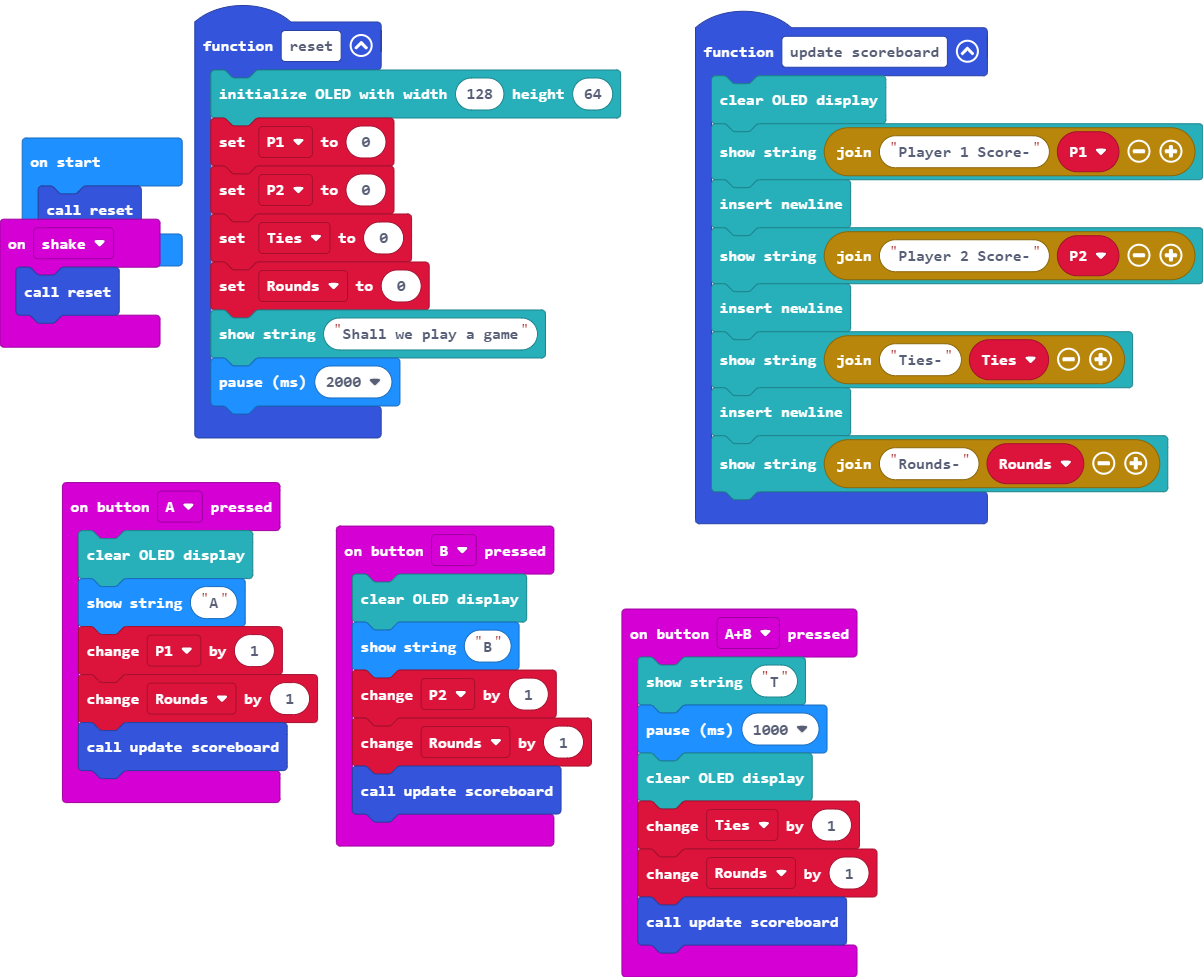 function reset
initialize OLED with width 128 height 64
set P1 to 0
set P2 to 0
set Ties to 0
set Rounds to 0
show string "Shall we play a game"
pause (ms) 2000
on start
call reset
on shake
call reset
function update scoreboard
clear OLED display
show string join "Player 1 Score-" P1
insert newline
show string join "Player 2 Score-" P2
insert newline
show string join "Ties-" Ties
insert newline
show string join "Rounds-" Rounds
on button A pressed
clear OLED display
show string "A"
change P1 by 1
change Rounds by 1
call update scoreboard
on button B pressed
clear OLED display
show string "B"
change P2 by 1
change Rounds by 1
call update scoreboard
on button A+B pressed
show string "T"
pause (ms) 1000
clear OLED display
change Ties by 1
change Rounds by 1
call update scoreboard